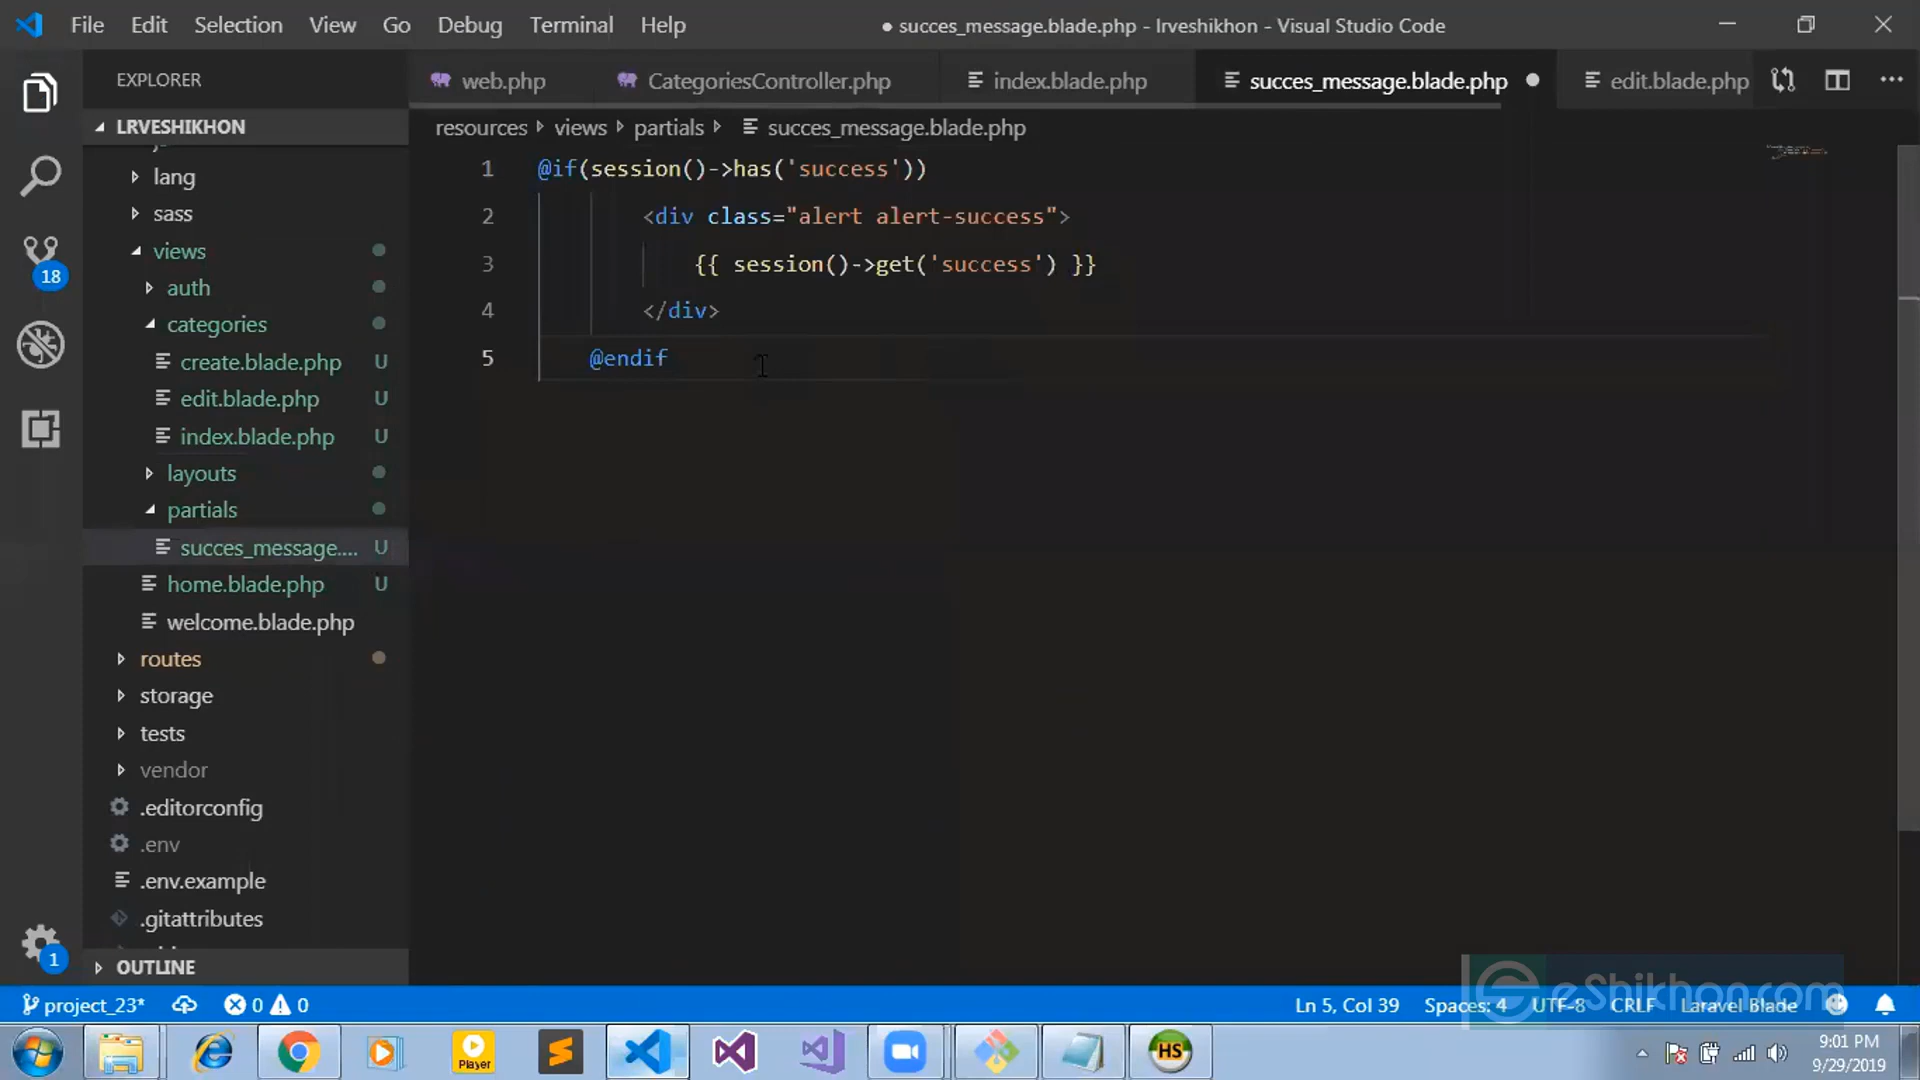 File Edit Selection View Go Debug Terminal Help
● succes_message.blade.php - lrveshikhon - Visual Studio Code
EXPLORER
web.php
CategoriesController.php
index.blade.php
succes_message.blade.php
edit.blade.php
LRVESHIKHON
resources
views
partials
succes_message.blade.php
1 @if(session()->has('success'))
2 <div class="alert alert-success">
3 {{ session()->get('success') }}
4 </div>
5 @endif
lang
sass
views
auth
categories
create.blade.php U
edit.blade.php U
index.blade.php U
layouts
partials
succes_message.... U
home.blade.php U
welcome.blade.php
routes
storage
tests
vendor
.editorconfig
.env
.env.example
.gitattributes
OUTLINE
18
1
project_23*
0
0
Ln 5, Col 39
Spaces: 4
UTF-8
CRLF
Laravel Blade
eShikhon.com
Player
HS
9:01 PM
9/29/2019